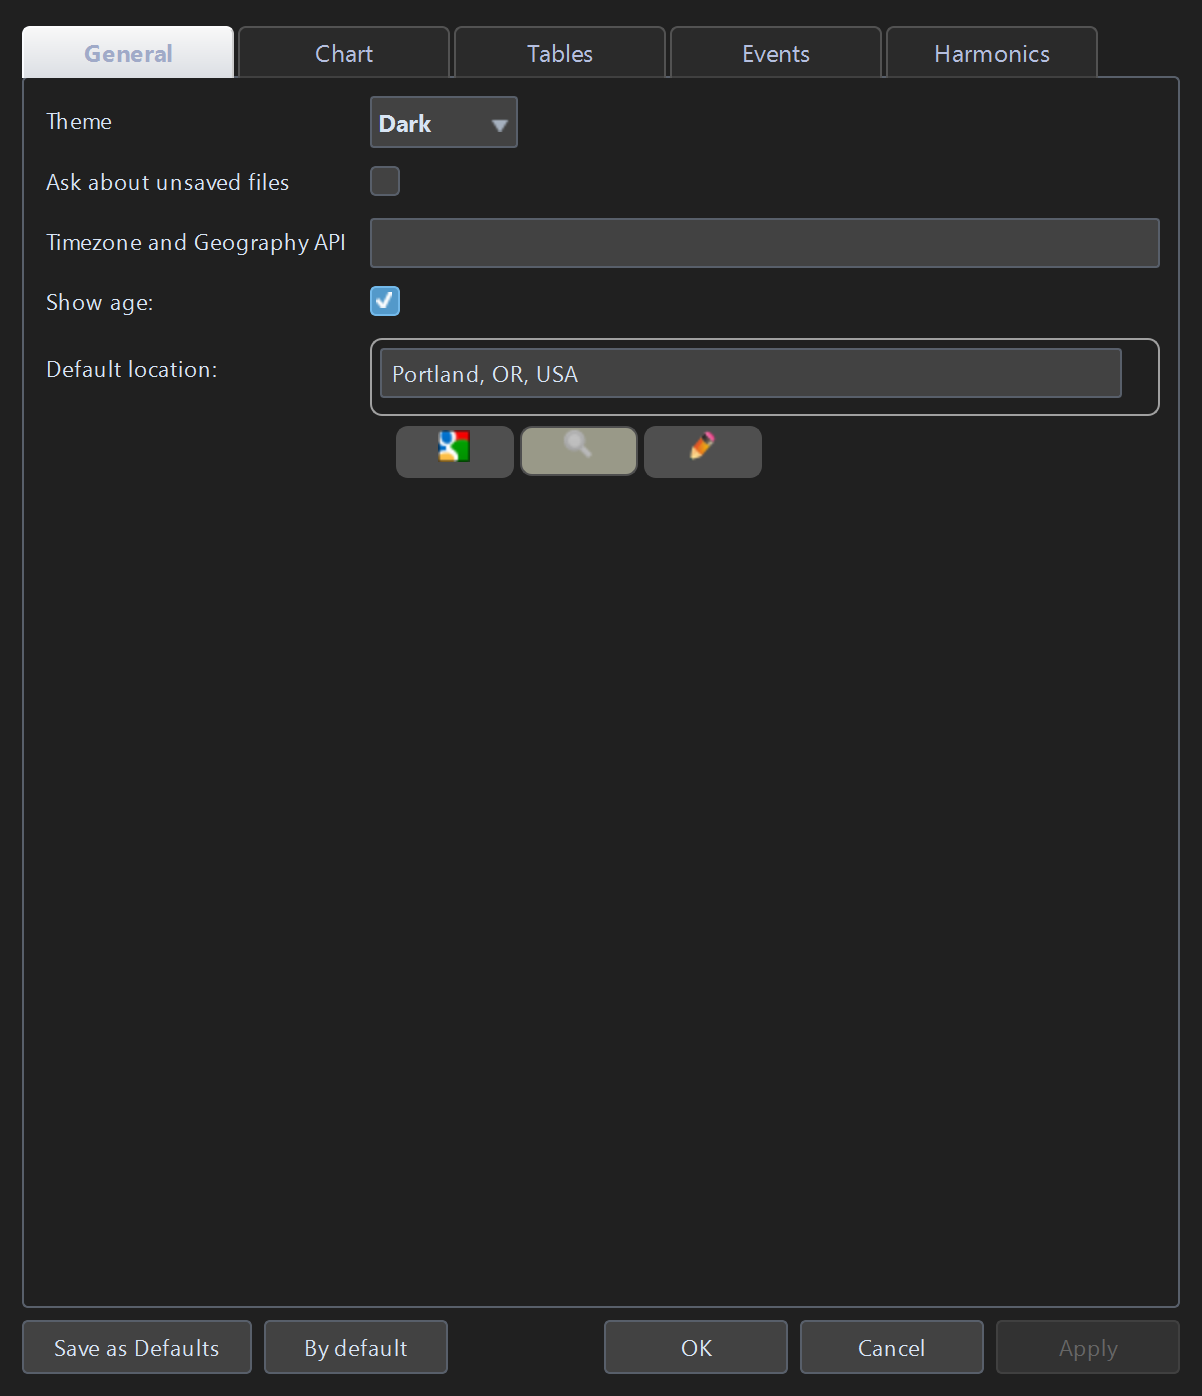 General Chart Tables Events Harmonics
Theme Dark
Ask about unsaved files
Timezone and Geography API
Show age:
Default location: Portland, OR, USA
Save as Defaults By default OK Cancel Apply